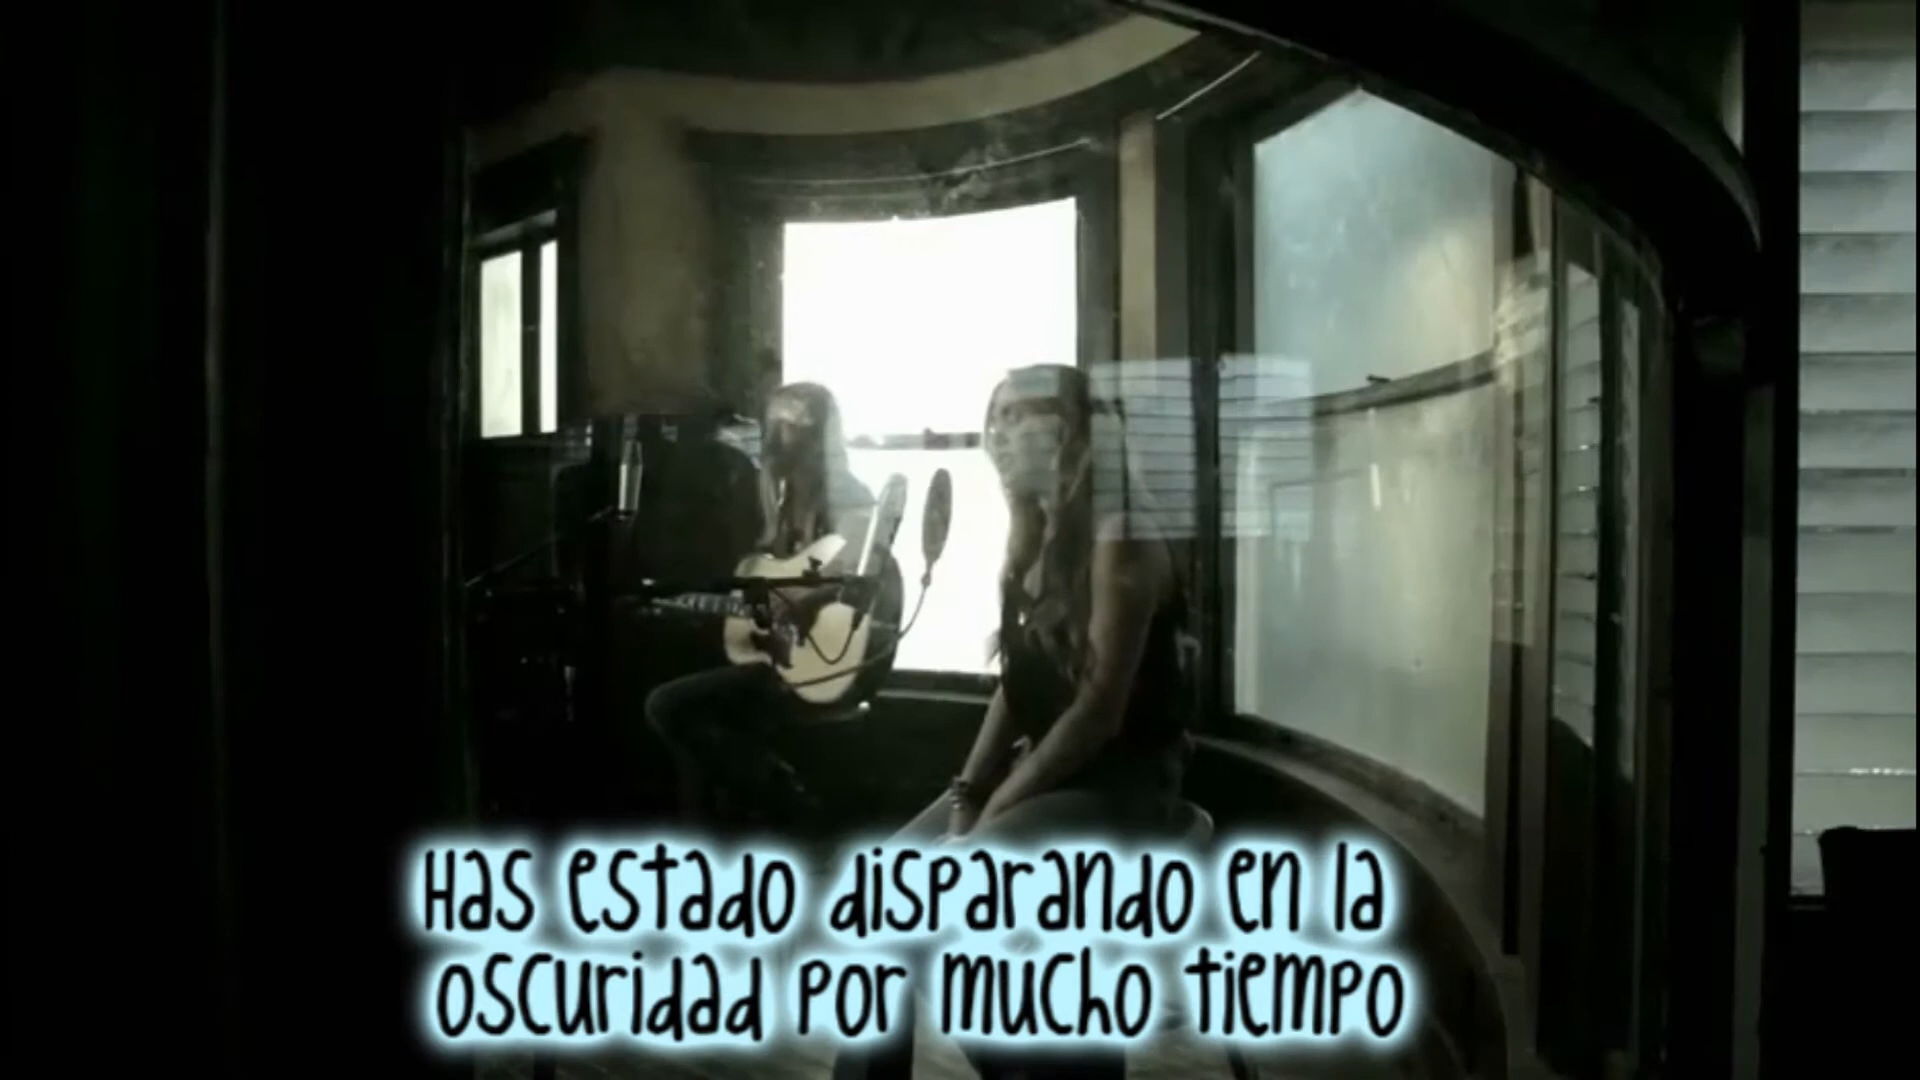 Has estado disparando en la
oscuridad por mucho tiempo